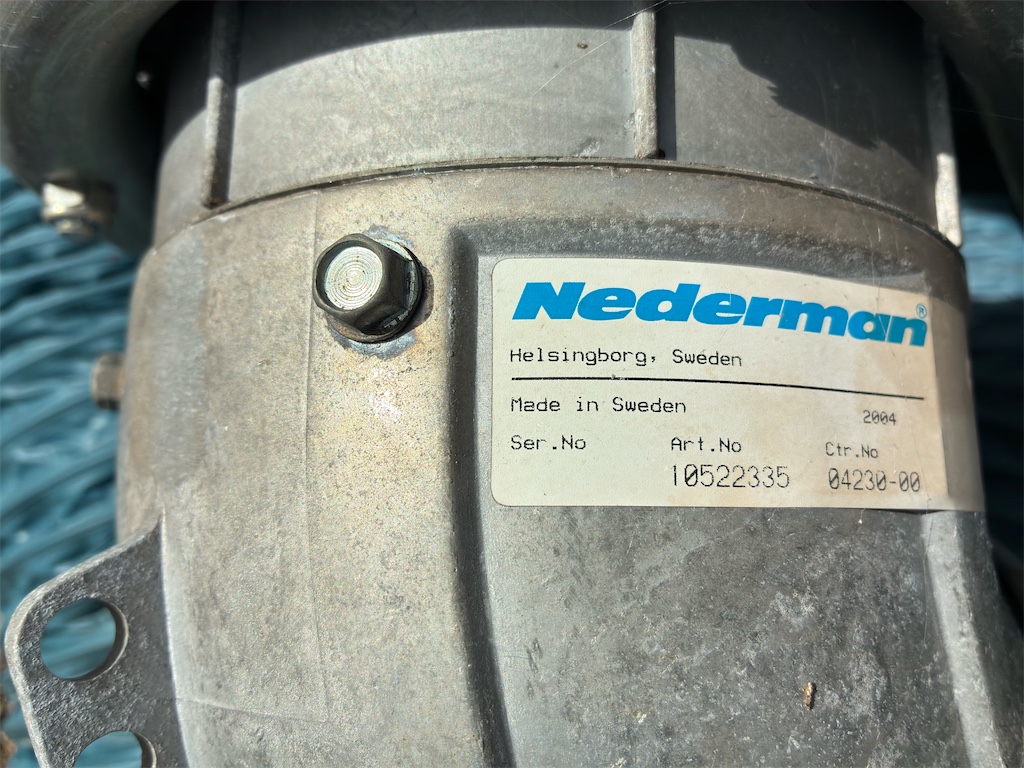 Nederman®
Helsingborg, Sweden
Made in Sweden
2004
Ser.No Art.No Ctr.No
10522335 04230-00